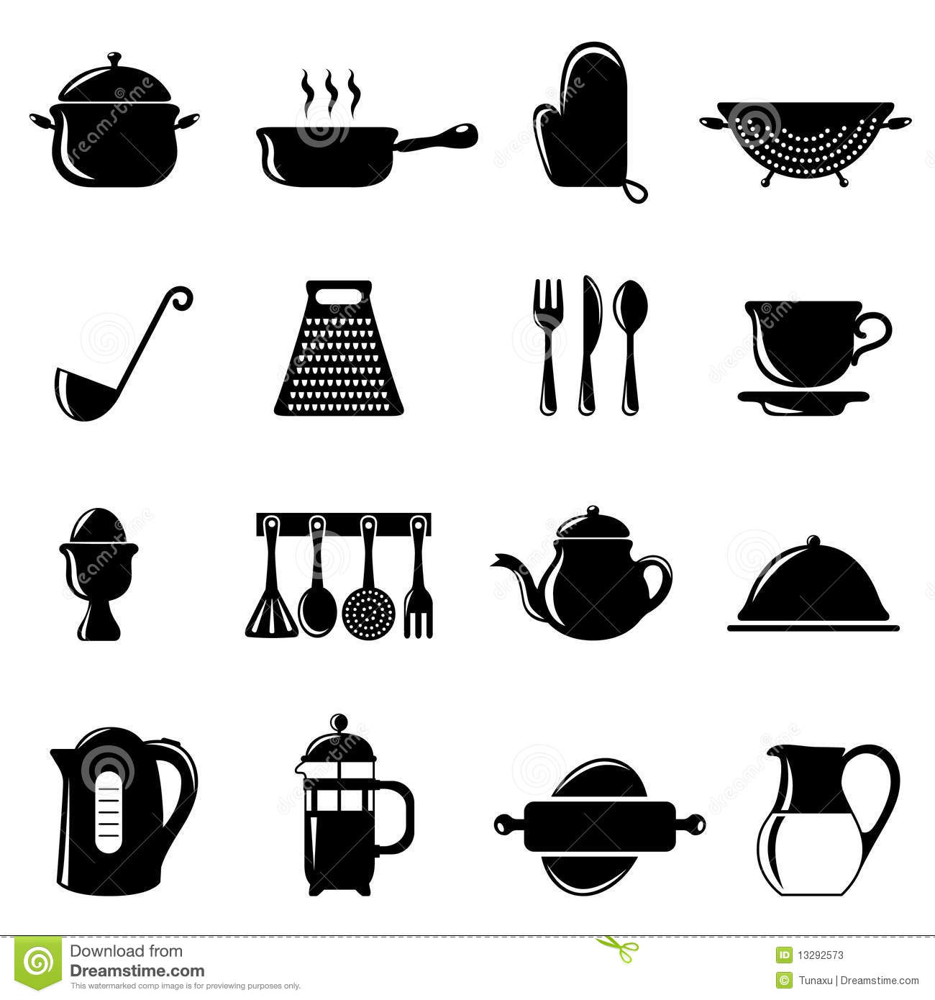 Download from
Dreamstime.com
This watermarked comp image is for previewing purposes only.
ID 13292573
© Tunaxu | Dreamstime.com